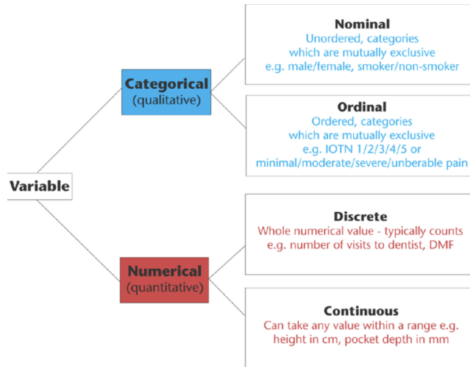 Nominal
Unordered, categories
which are mutually exclusive
e.g. male/female, smoker/non-smoker
Categorical
(qualitative)
Ordinal
Ordered, categories
which are mutually exclusive
e.g. IOTN 1/2/3/4/5 or
minimal/moderate/severe/unberable pain
Variable
Discrete
Whole numerical value - typically counts
e.g. number of visits to dentist, DMF
Numerical
(quantitative)
Continuous
Can take any value within a range e.g.
height in cm, pocket depth in mm